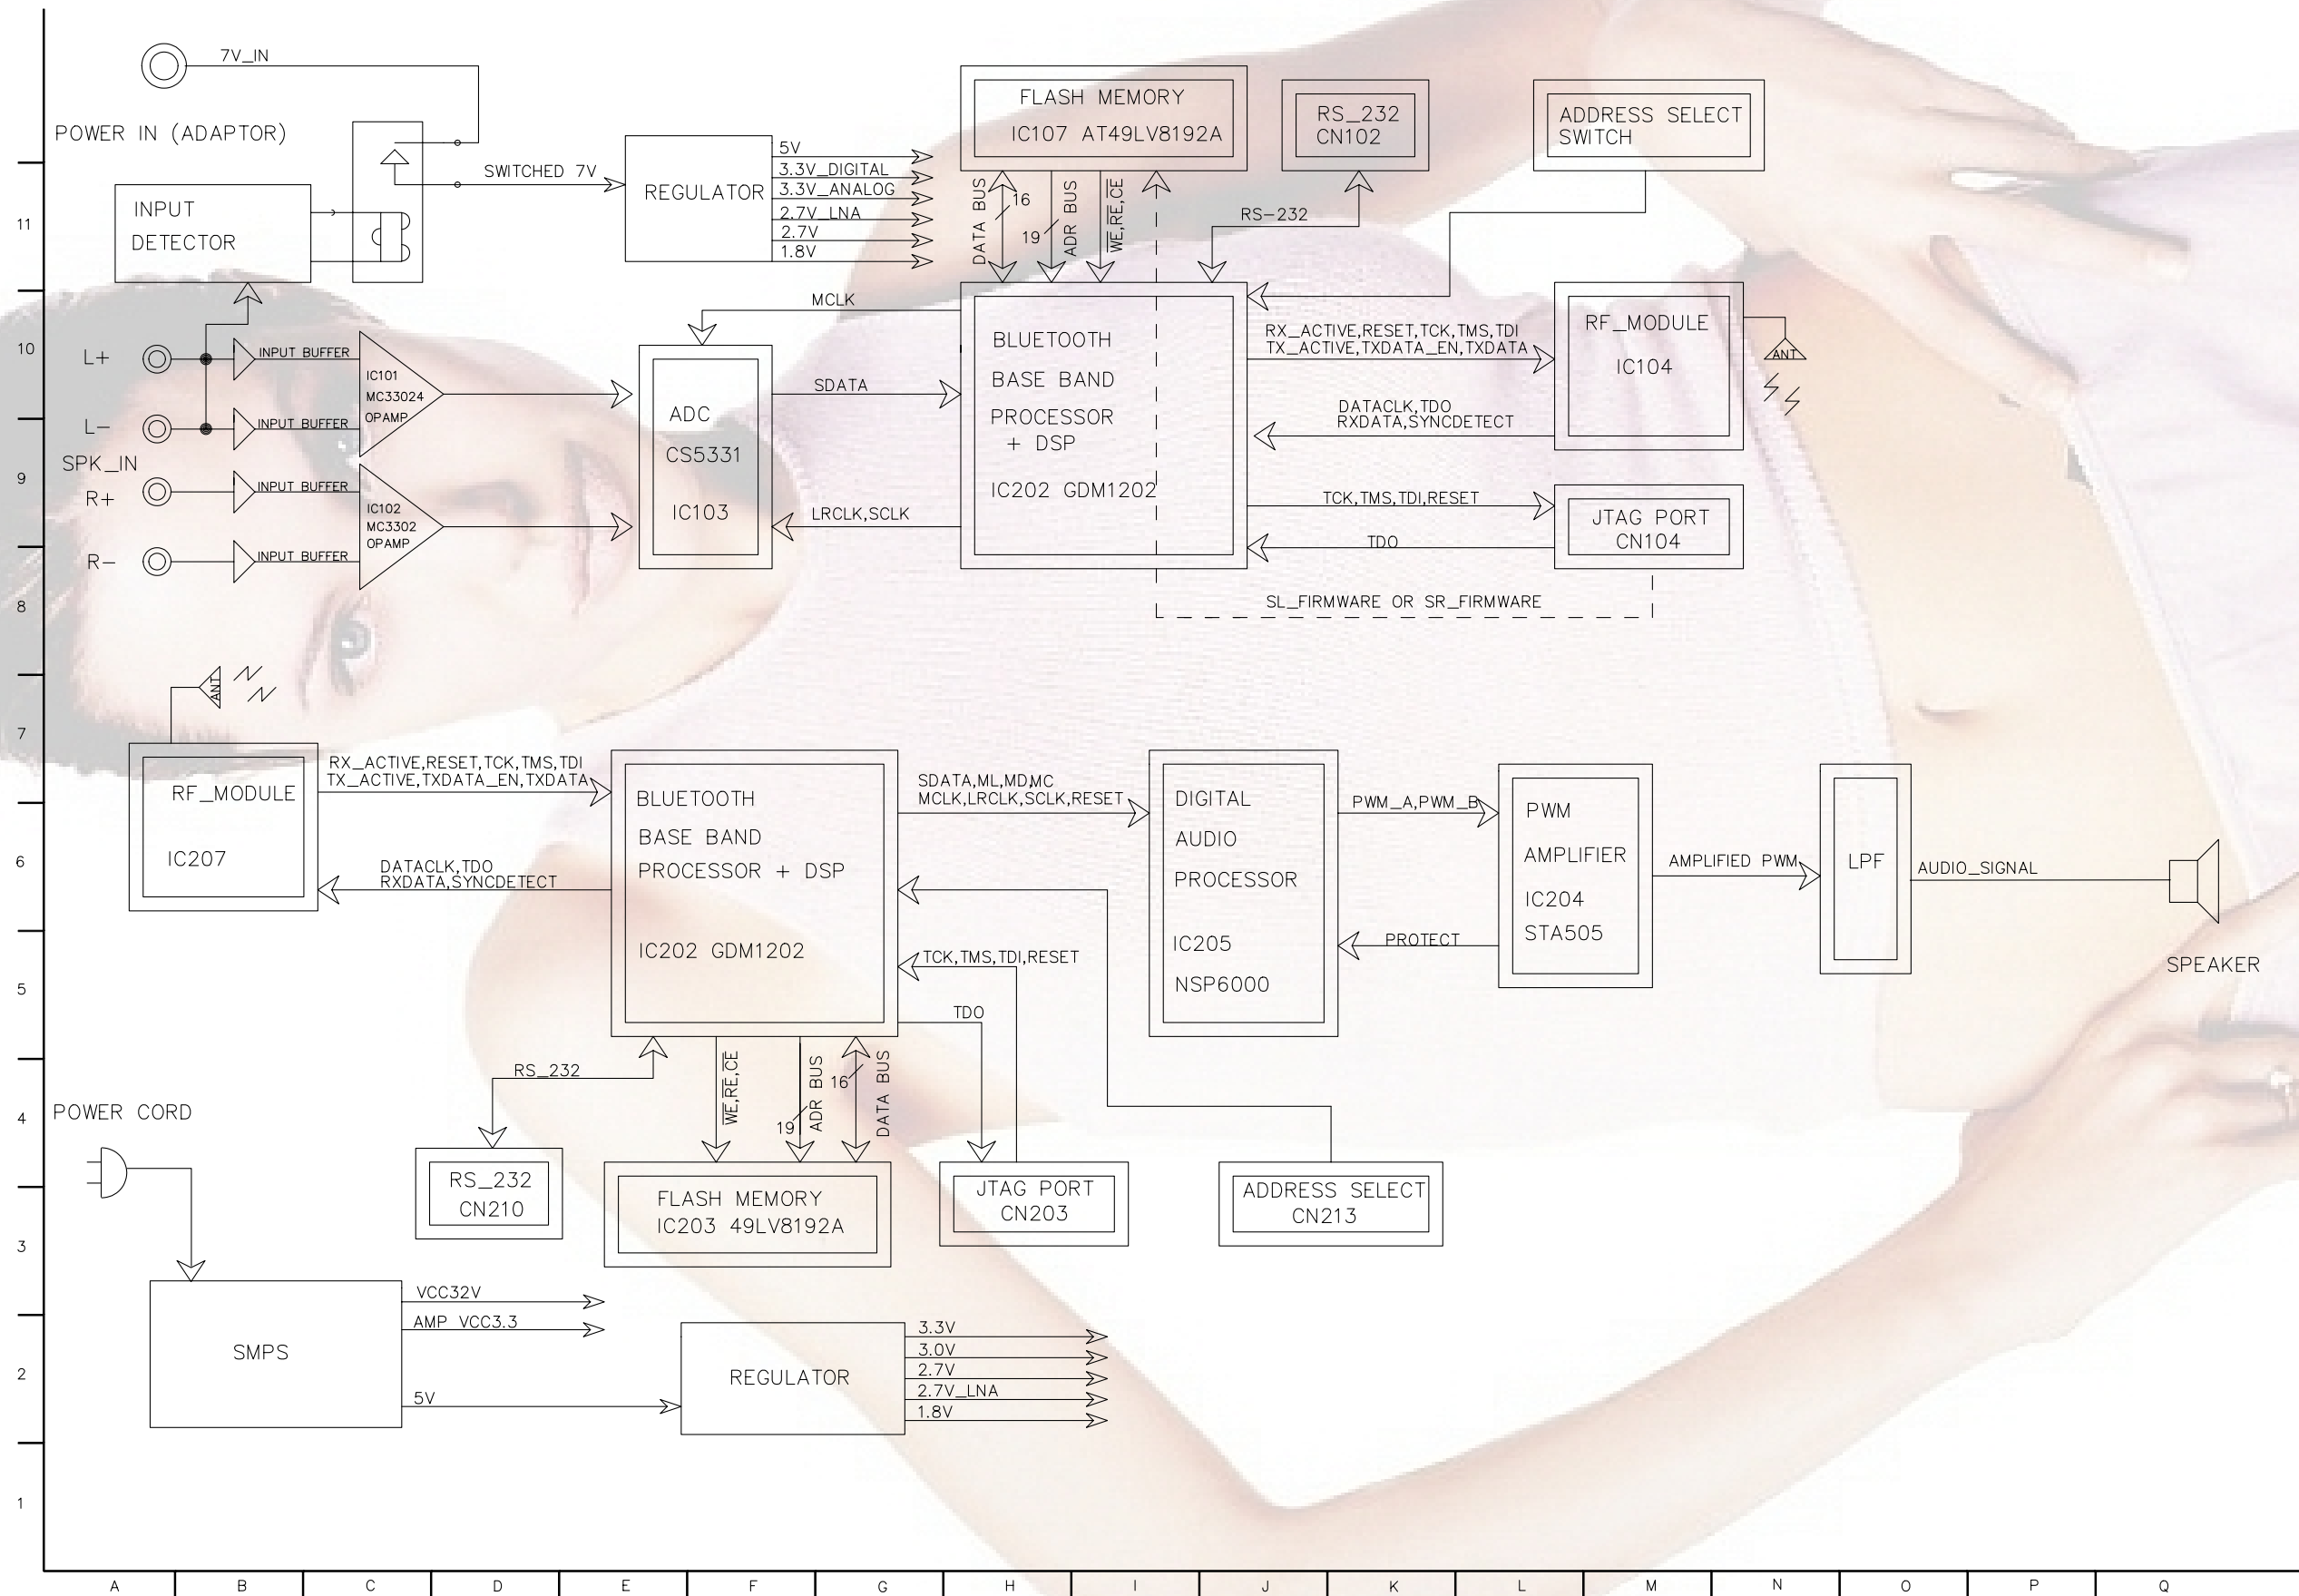 7V_IN
POWER IN (ADAPTOR)
INPUT
DETECTOR
SWITCHED 7V
REGULATOR
5V
3.3V_DIGITAL
3.3V_ANALOG
2.7V_LNA
2.7V
1.8V
FLASH MEMORY
IC107 AT49LV8192A
RS_232
CN102
ADDRESS SELECT
SWITCH
DATA BUS
16
19
ADR BUS
WE,RE,CE
RS-232
MCLK
L+
L-
SPK_IN
R+
R-
INPUT BUFFER
INPUT BUFFER
INPUT BUFFER
INPUT BUFFER
IC101
MC33024
OPAMP
IC102
MC3302
OPAMP
ADC
CS5331
IC103
SDATA
LRCLK,SCLK
BLUETOOTH
BASE BAND
PROCESSOR
+ DSP
IC202 GDM1202
RX_ACTIVE,RESET,TCK,TMS,TDI
TX_ACTIVE,TXDATA_EN,TXDATA
DATACLK,TDO
RXDATA,SYNCDETECT
RF_MODULE
IC104
ANT
TCK,TMS,TDI,RESET
TDO
JTAG PORT
CN104
SL_FIRMWARE OR SR_FIRMWARE
ANT
RF_MODULE
IC207
RX_ACTIVE,RESET,TCK,TMS,TDI
TX_ACTIVE,TXDATA_EN,TXDATA
DATACLK,TDO
RXDATA,SYNCDETECT
BLUETOOTH
BASE BAND
PROCESSOR + DSP
IC202 GDM1202
SDATA,ML,MD,MC
MCLK,LRCLK,SCLK,RESET
TCK,TMS,TDI,RESET
TDO
DIGITAL
AUDIO
PROCESSOR
IC205
NSP6000
PWM_A,PWM_B
PROTECT
PWM
AMPLIFIER
IC204
STA505
AMPLIFIED PWM
LPF
AUDIO_SIGNAL
SPEAKER
RS_232
WE,RE,CE
19
ADR BUS
16
DATA BUS
POWER CORD
RS_232
CN210
FLASH MEMORY
IC203 49LV8192A
JTAG PORT
CN203
ADDRESS SELECT
CN213
SMPS
VCC32V
AMP VCC3.3
5V
REGULATOR
3.3V
3.0V
2.7V
2.7V_LNA
1.8V
11
10
9
8
7
6
5
4
3
2
1
A B C D E F G H I J K L M N O P Q